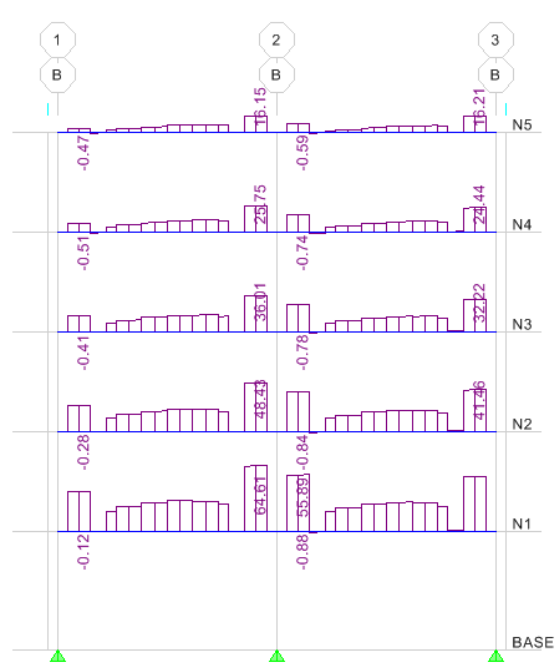 1 2 3
B B B
16.15 16.21
N5
-0.47 -0.59
25.75 24.44
N4
-0.51 -0.74
36.01 32.22
N3
-0.41 -0.78
48.43 41.46
N2
-0.28 -0.84
64.61 55.89
N1
-0.12 -0.88
BASE